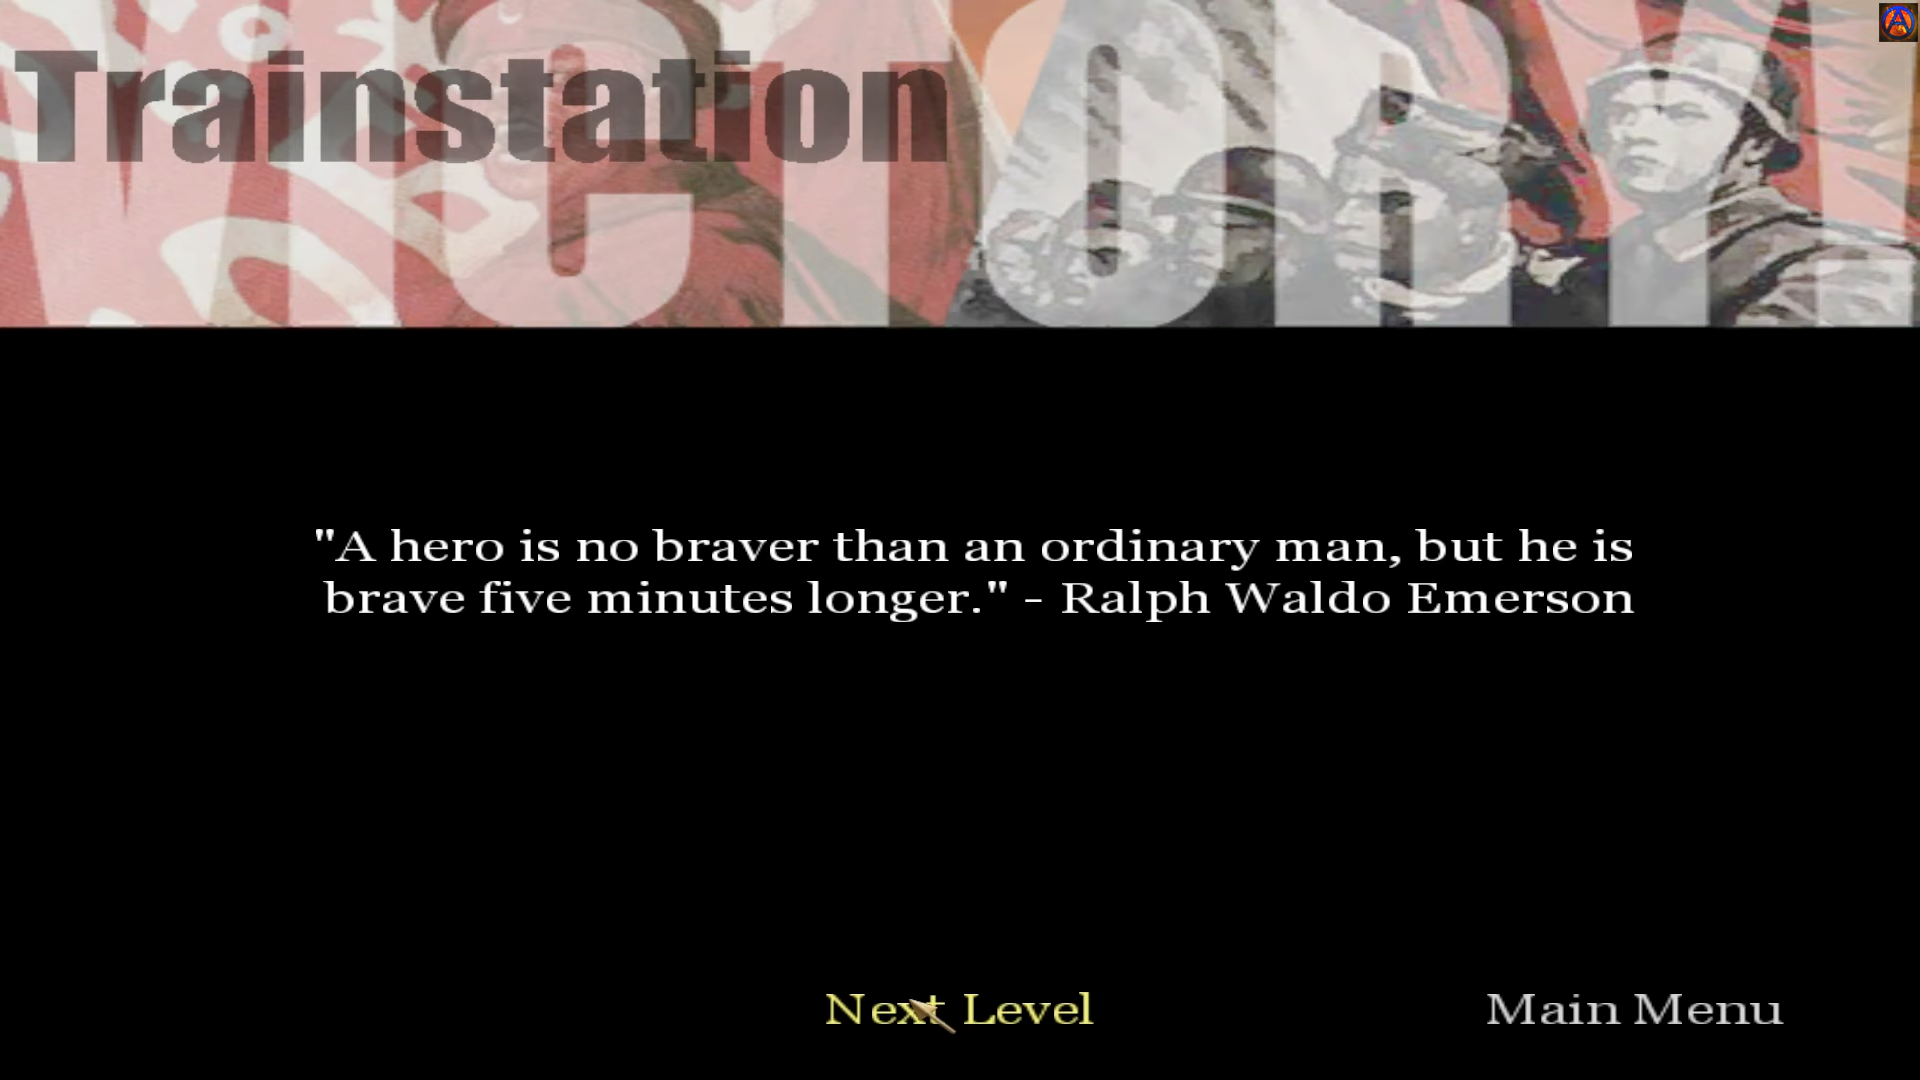 VICTORY
Trainstation
"A hero is no braver than an ordinary man, but he is
brave five minutes longer." - Ralph Waldo Emerson
Next Level
Main Menu